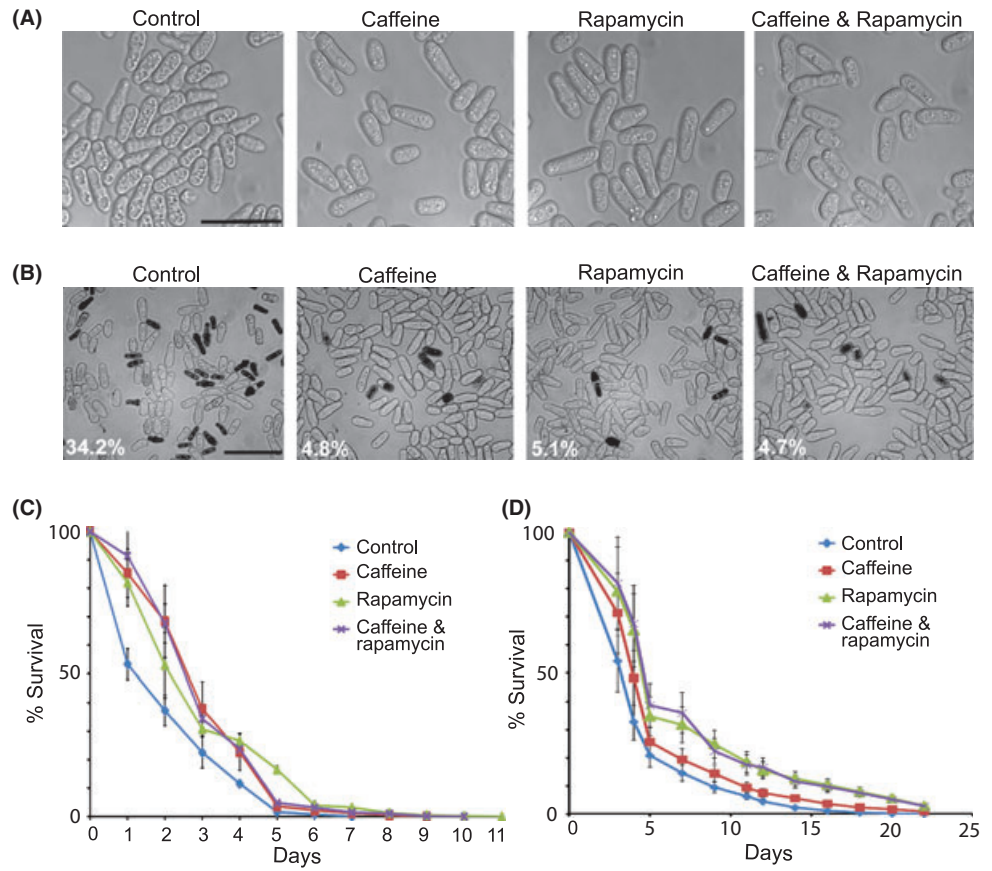 (A)
Control
Caffeine
Rapamycin
Caffeine & Rapamycin
(B)
Control
Caffeine
Rapamycin
Caffeine & Rapamycin
34.2%
4.8%
5.1%
4.7%
(C)
100
50
0
% Survival
0 1 2 3 4 5 6 7 8 9 10 11
Days
Control
Caffeine
Rapamycin
Caffeine &
rapamycin
(D)
100
50
0
% Survival
0 5 10 15 20 25
Days
Control
Caffeine
Rapamycin
Caffeine &
rapamycin